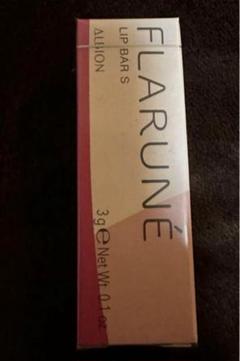 FLARUNÉ
LIP BAR S
ALBION
3g e Net Wt. 0.1 oz